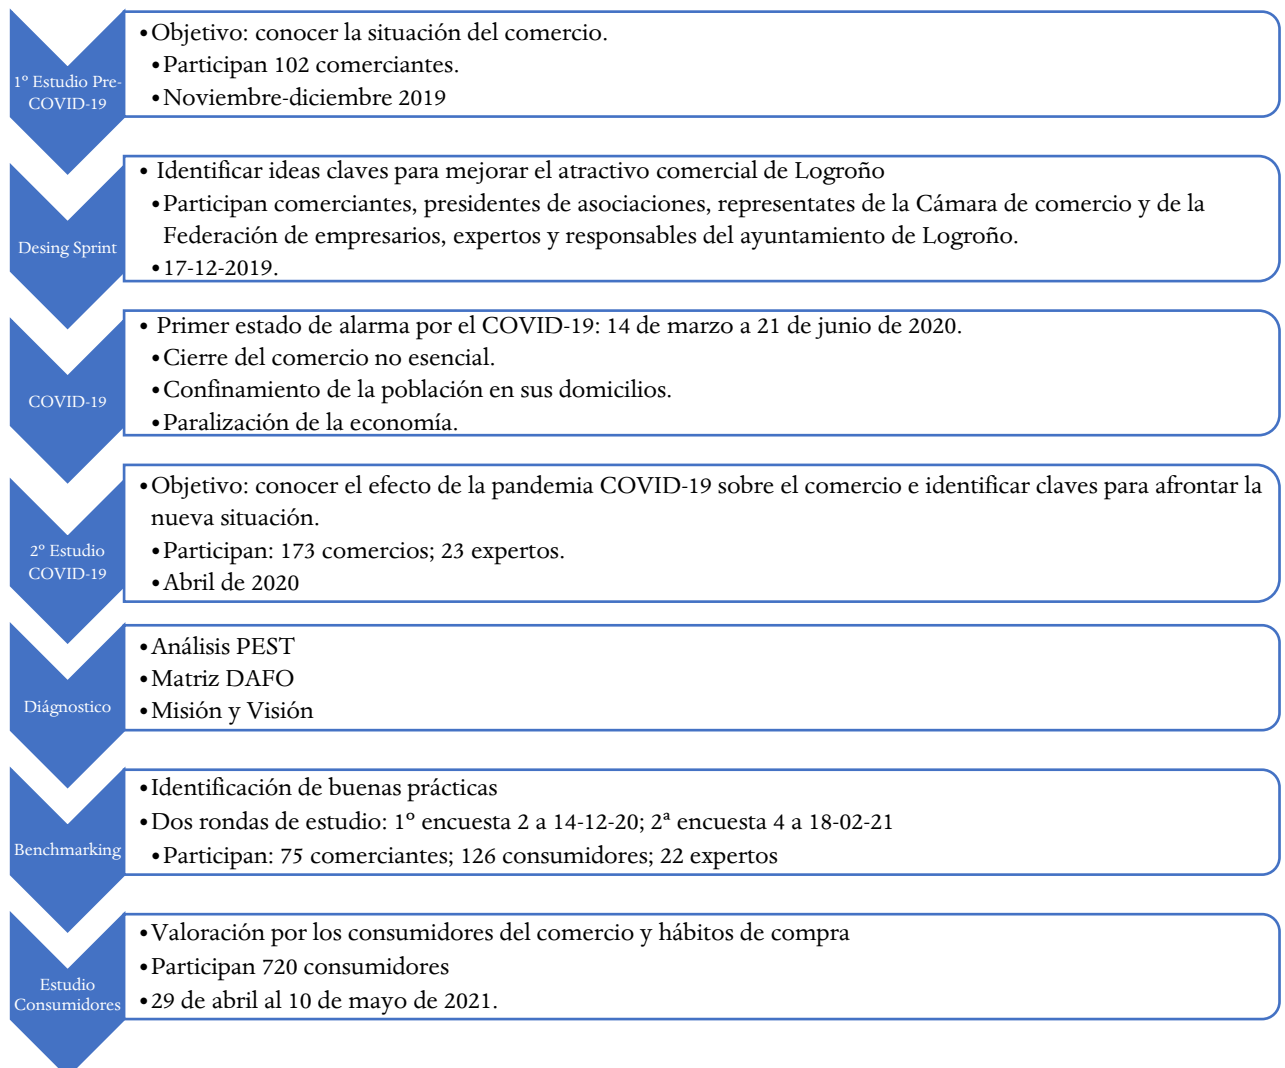 1º Estudio Pre-
COVID-19
•Objetivo: conocer la situación del comercio.
•Participan 102 comerciantes.
•Noviembre-diciembre 2019
Desing Sprint
• Identificar ideas claves para mejorar el atractivo comercial de Logroño
•Participan comerciantes, presidentes de asociaciones, representates de la Cámara de comercio y de la
Federación de empresarios, expertos y responsables del ayuntamiento de Logroño.
•17-12-2019.
COVID-19
• Primer estado de alarma por el COVID-19: 14 de marzo a 21 de junio de 2020.
•Cierre del comercio no esencial.
•Confinamiento de la población en sus domicilios.
•Paralización de la economía.
2º Estudio
COVID-19
•Objetivo: conocer el efecto de la pandemia COVID-19 sobre el comercio e identificar claves para afrontar la
nueva situación.
•Participan: 173 comercios; 23 expertos.
•Abril de 2020
Diágnostico
•Análisis PEST
•Matriz DAFO
•Misión y Visión
Benchmarking
•Identificación de buenas prácticas
•Dos rondas de estudio: 1º encuesta 2 a 14-12-20; 2ª encuesta 4 a 18-02-21
•Participan: 75 comerciantes; 126 consumidores; 22 expertos
Estudio
Consumidores
•Valoración por los consumidores del comercio y hábitos de compra
•Participan 720 consumidores
•29 de abril al 10 de mayo de 2021.